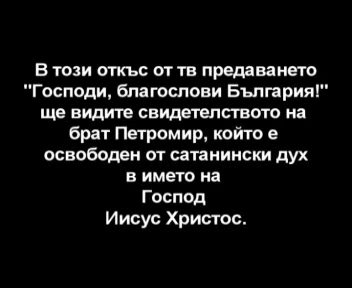 В този откъс от тв предаването
"Господи, благослови България!"
ще видите свидетелството на
брат Петромир, който е
освободен от сатанински дух
в името на
Господ
Иисус Христос.